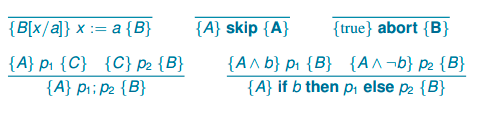 {B[x/a]} x := a {B} {A} skip {A} {true} abort {B}
{A} p₁ {C} {C} p₂ {B} {A ∧ b} p₁ {B} {A ∧ ¬b} p₂ {B}
{A} p₁; p₂ {B} {A} if b then p₁ else p₂ {B}